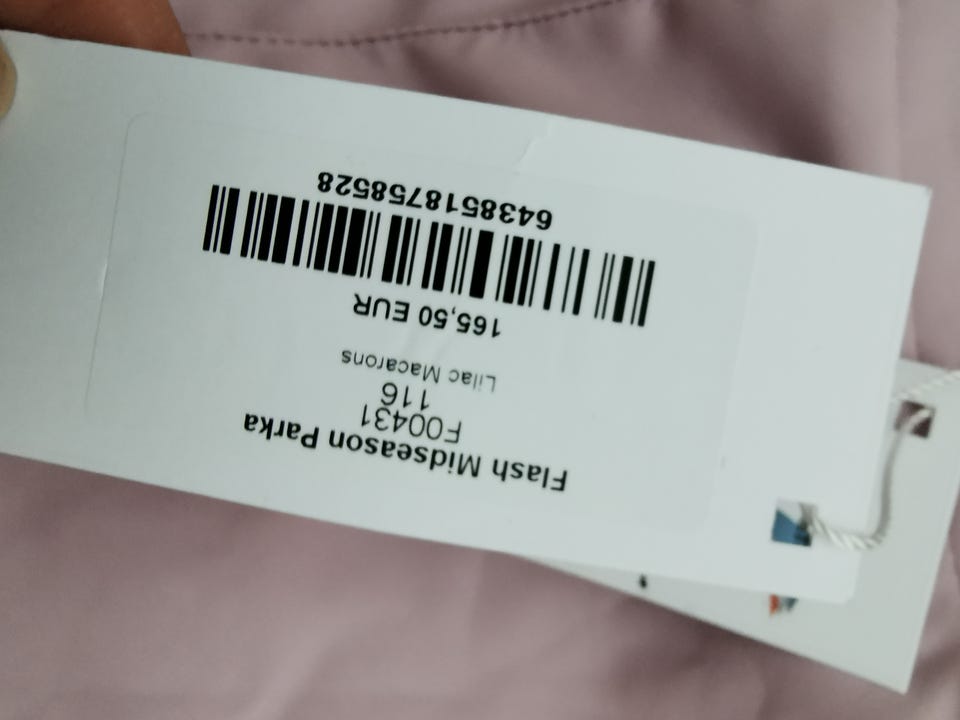 Flash Midseason Parka
F00431
116
Lilac Macarons
165,50 EUR
6438518758528